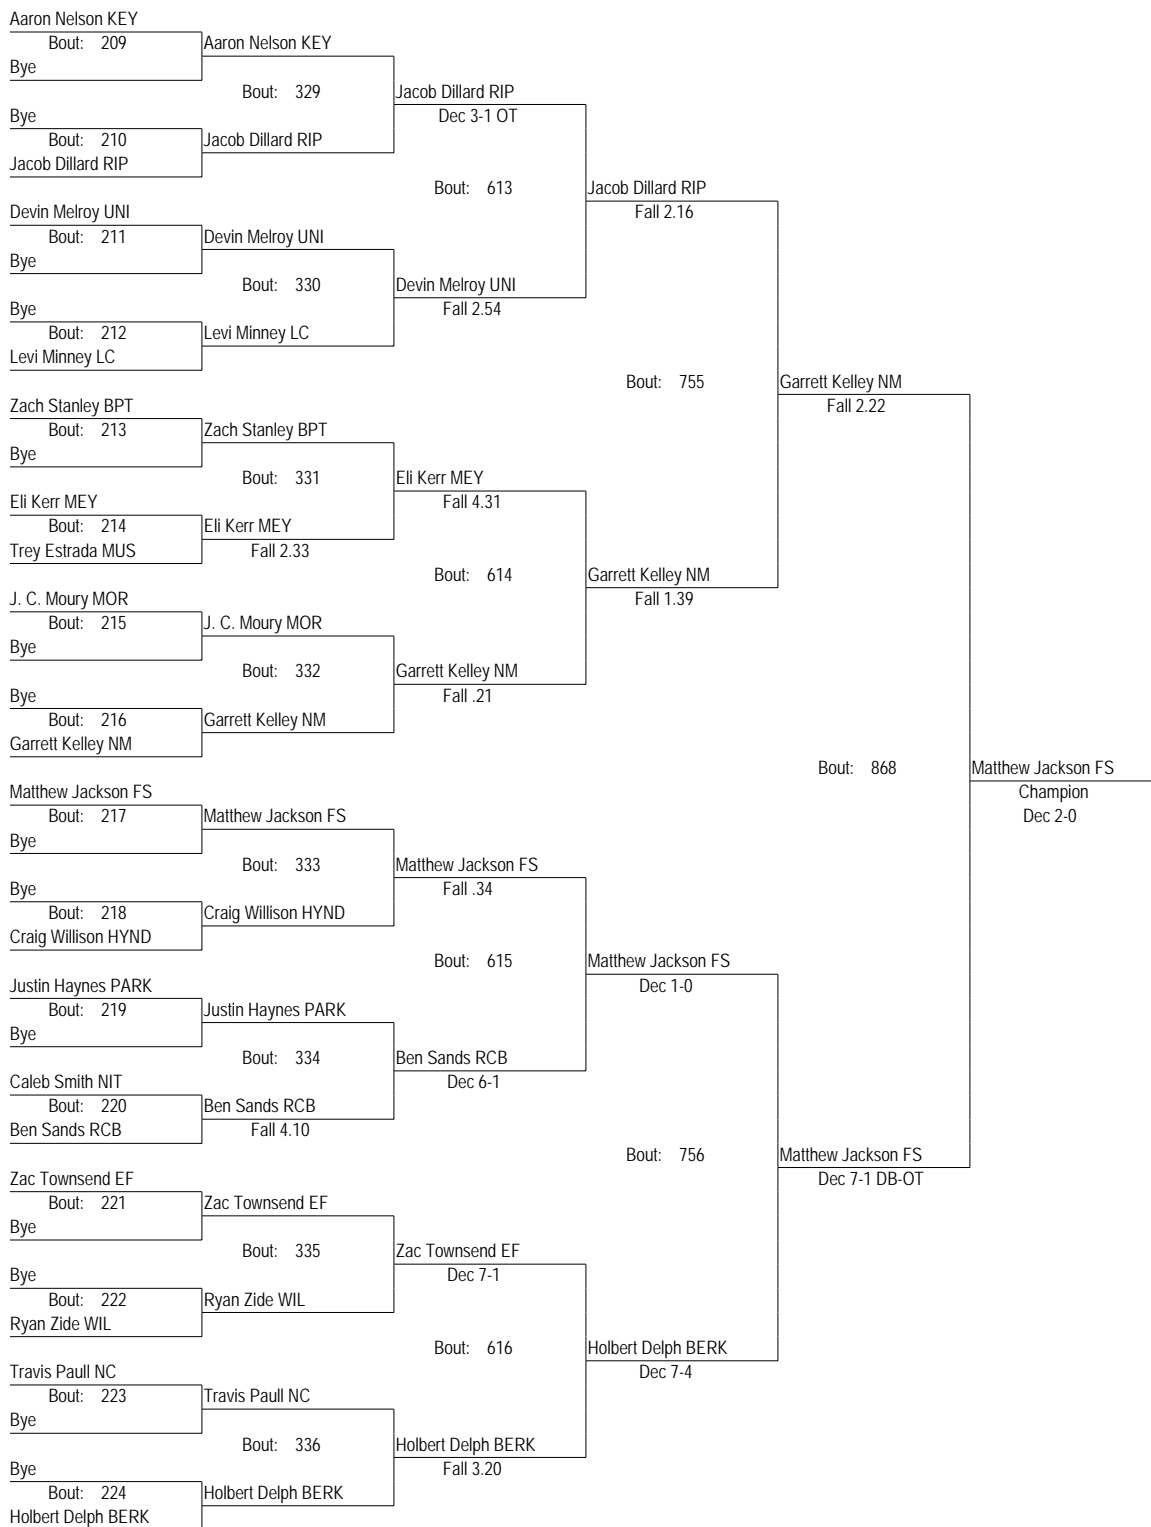 Aaron Nelson KEY
Bout: 209
Aaron Nelson KEY
Bye
Bout: 329
Jacob Dillard RIP
Dec 3-1 OT
Bye
Bout: 210
Jacob Dillard RIP
Jacob Dillard RIP
Bout: 613
Jacob Dillard RIP
Fall 2.16
Devin Melroy UNI
Bout: 211
Devin Melroy UNI
Bye
Bout: 330
Devin Melroy UNI
Fall 2.54
Bye
Bout: 212
Levi Minney LC
Levi Minney LC
Bout: 755
Garrett Kelley NM
Fall 2.22
Zach Stanley BPT
Bout: 213
Zach Stanley BPT
Bye
Bout: 331
Eli Kerr MEY
Fall 4.31
Eli Kerr MEY
Bout: 214
Eli Kerr MEY
Trey Estrada MUS
Fall 2.33
Bout: 614
Garrett Kelley NM
Fall 1.39
J. C. Moury MOR
Bout: 215
J. C. Moury MOR
Bye
Bout: 332
Garrett Kelley NM
Fall .21
Bye
Bout: 216
Garrett Kelley NM
Garrett Kelley NM
Bout: 868
Matthew Jackson FS
Champion
Dec 2-0
Matthew Jackson FS
Bout: 217
Matthew Jackson FS
Bye
Bout: 333
Matthew Jackson FS
Fall .34
Bye
Bout: 218
Craig Willison HYND
Craig Willison HYND
Bout: 615
Matthew Jackson FS
Dec 1-0
Justin Haynes PARK
Bout: 219
Justin Haynes PARK
Bye
Bout: 334
Ben Sands RCB
Dec 6-1
Caleb Smith NIT
Bout: 220
Ben Sands RCB
Ben Sands RCB
Fall 4.10
Bout: 756
Matthew Jackson FS
Dec 7-1 DB-OT
Zac Townsend EF
Bout: 221
Zac Townsend EF
Bye
Bout: 335
Zac Townsend EF
Dec 7-1
Bye
Bout: 222
Ryan Zide WIL
Ryan Zide WIL
Bout: 616
Holbert Delph BERK
Dec 7-4
Travis Paull NC
Bout: 223
Travis Paull NC
Bye
Bout: 336
Holbert Delph BERK
Fall 3.20
Bye
Bout: 224
Holbert Delph BERK
Holbert Delph BERK